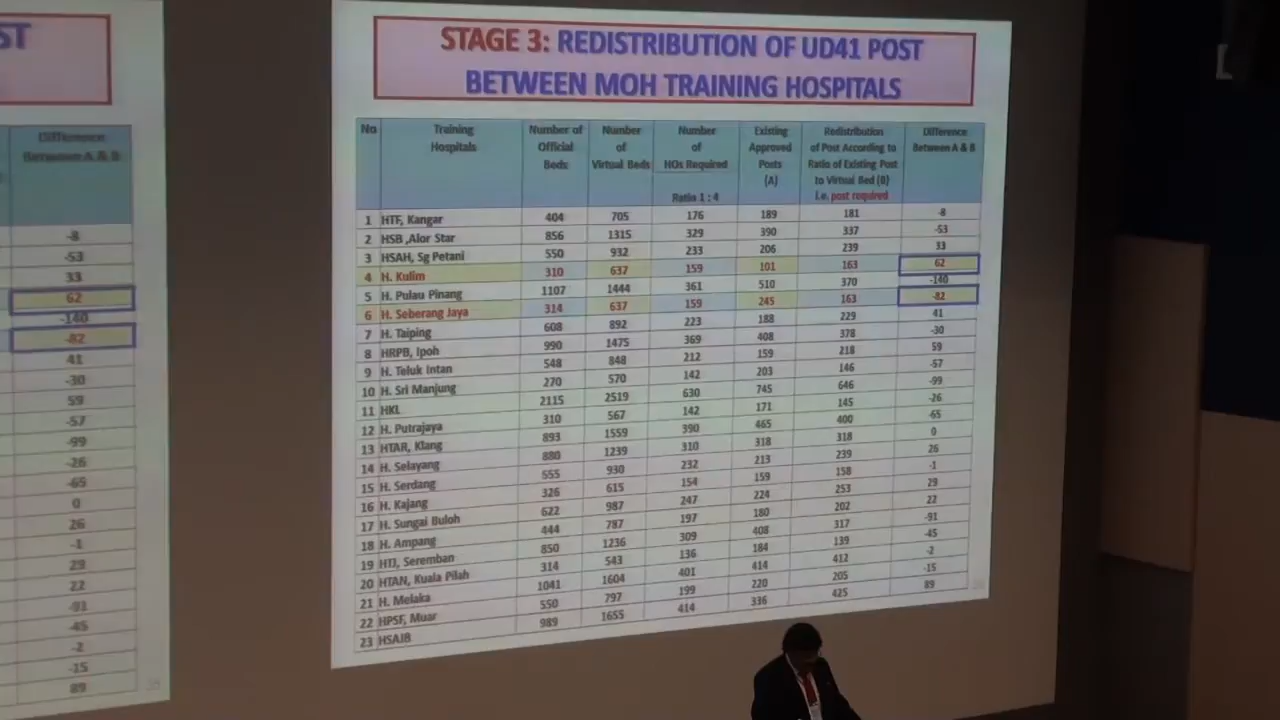 ST
Difference
Between A & B
-8
-53
33
62
-140
-82
41
-30
59
-57
-99
-26
-65
0
26
-1
29
22
-91
-45
-2
-15
89
STAGE 3: REDISTRIBUTION OF UD41 POST
BETWEEN MOH TRAINING HOSPITALS
No Training Hospitals Number of Official Beds Number of Virtual Beds Number of HOs Required Ratio 1 : 4 Existing Approved Posts (A) Redistribution of Post According to Ratio of Existing Post to Virtual Bed (B) i.e. post required Difference Between A & B
1 HTF, Kangar 404 705 176 189 181 -8
2 HSB ,Alor Star 856 1315 329 390 337 -53
3 HSAH, Sg Petani 550 932 233 206 239 33
4 H. Kulim 310 637 159 101 163 62
5 H. Pulau Pinang 1107 1444 361 510 370 -140
6 H. Seberang Jaya 314 637 159 245 163 -82
7 H. Taiping 608 892 223 188 229 41
8 HRPB, Ipoh 990 1475 369 408 378 -30
9 H. Teluk Intan 548 848 212 159 218 59
10 H. Sri Manjung 270 570 142 203 146 -57
11 HKL 2115 2519 630 745 646 -99
12 H. Putrajaya 310 567 142 171 145 -26
13 HTAR, Klang 893 1559 390 465 400 -65
14 H. Selayang 880 1239 310 318 318 0
15 H. Serdang 555 930 232 213 239 26
16 H. Kajang 326 615 154 159 158 -1
17 H. Sungai Buloh 622 987 247 224 253 29
18 H. Ampang 444 787 197 180 202 22
19 HTJ, Seremban 850 1236 309 408 317 -91
20 HTAN, Kuala Pilah 314 543 136 184 139 -45
21 H. Melaka 1041 1604 401 414 412 -2
22 HPSF, Muar 550 797 199 220 205 -15
23 HSAJB 989 1655 414 336 425 89